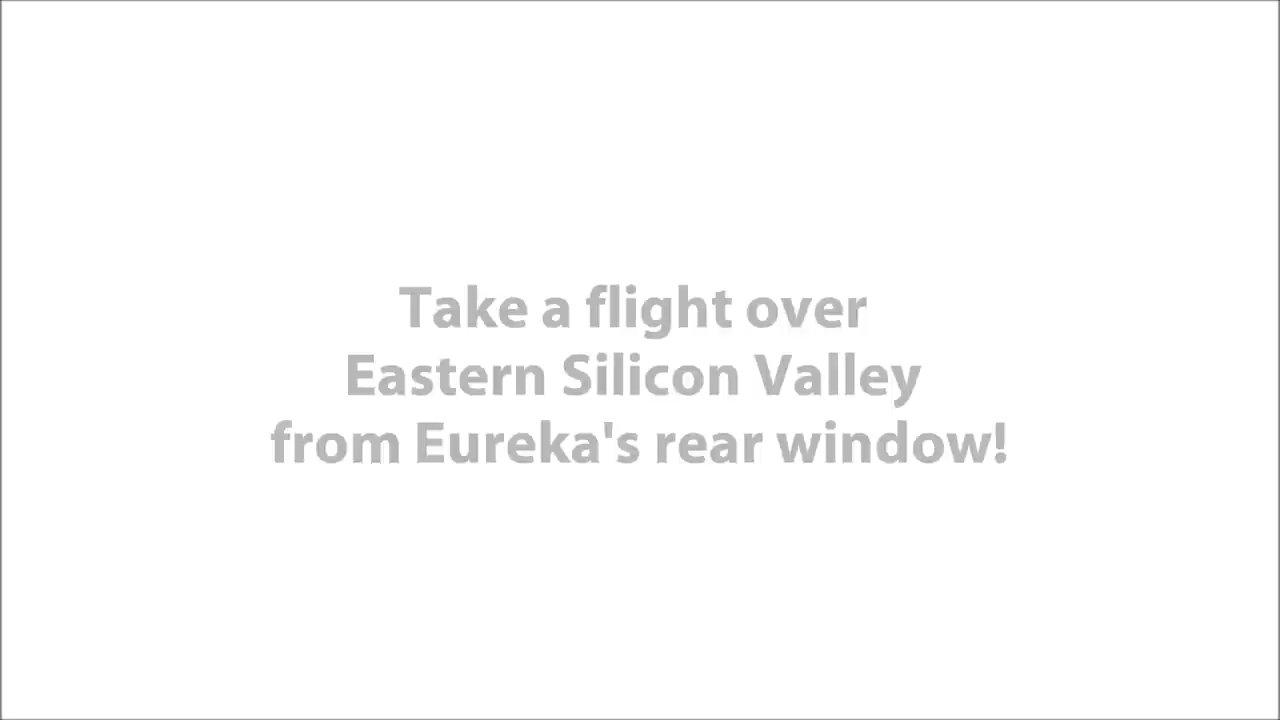 Take a flight over
Eastern Silicon Valley
from Eureka's rear window!